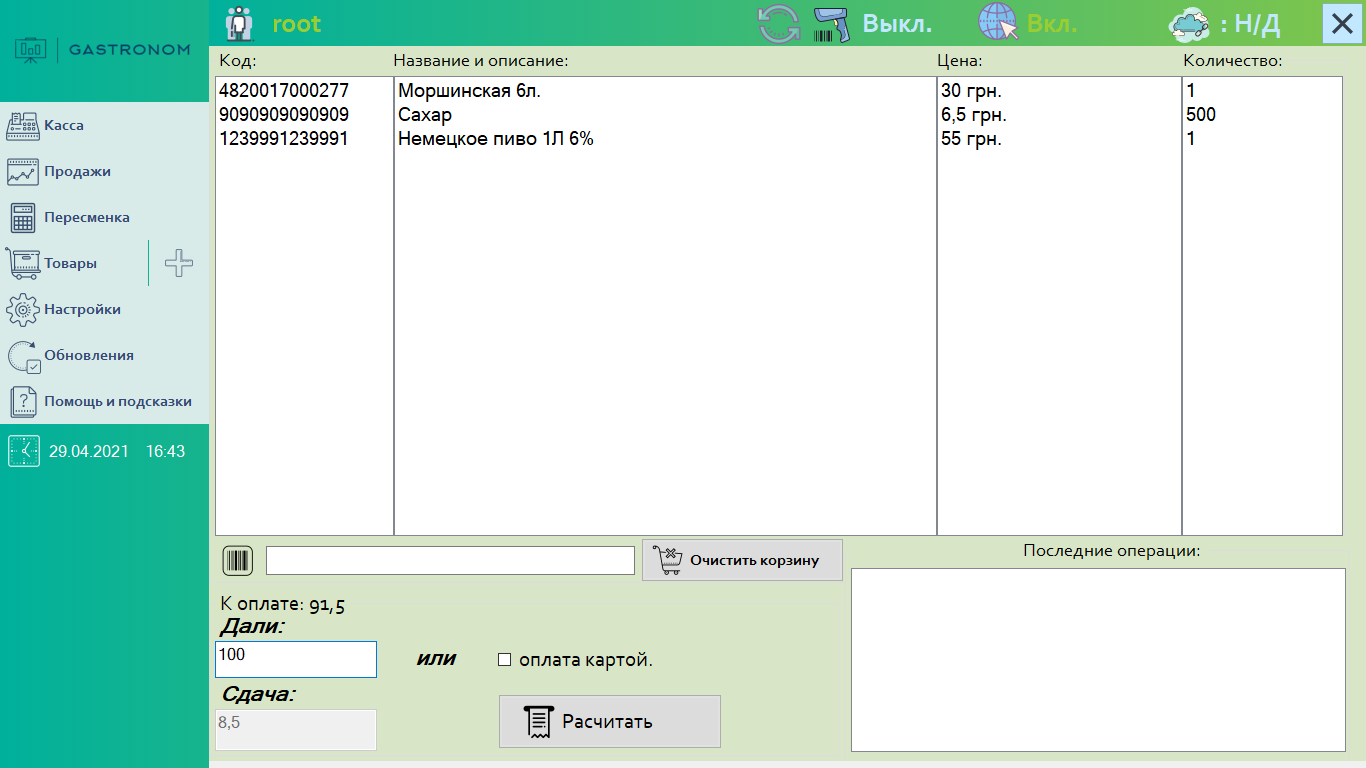 GASTRONOM
root
Выкл.
Вкл.
: Н/Д
Касса
Продажи
Пересменка
Товары
Настройки
Обновления
Помощь и подсказки
29.04.2021 16:43
Код: Название и описание: Цена: Количество:
4820017000277 Моршинская 6л. 30 грн. 1
9090909090909 Сахар 6,5 грн. 500
1239991239991 Немецкое пиво 1Л 6% 55 грн. 1
Очистить корзину
Последние операции:
К оплате: 91,5
Дали:
100
или
оплата картой.
Сдача:
8,5
Расчитать